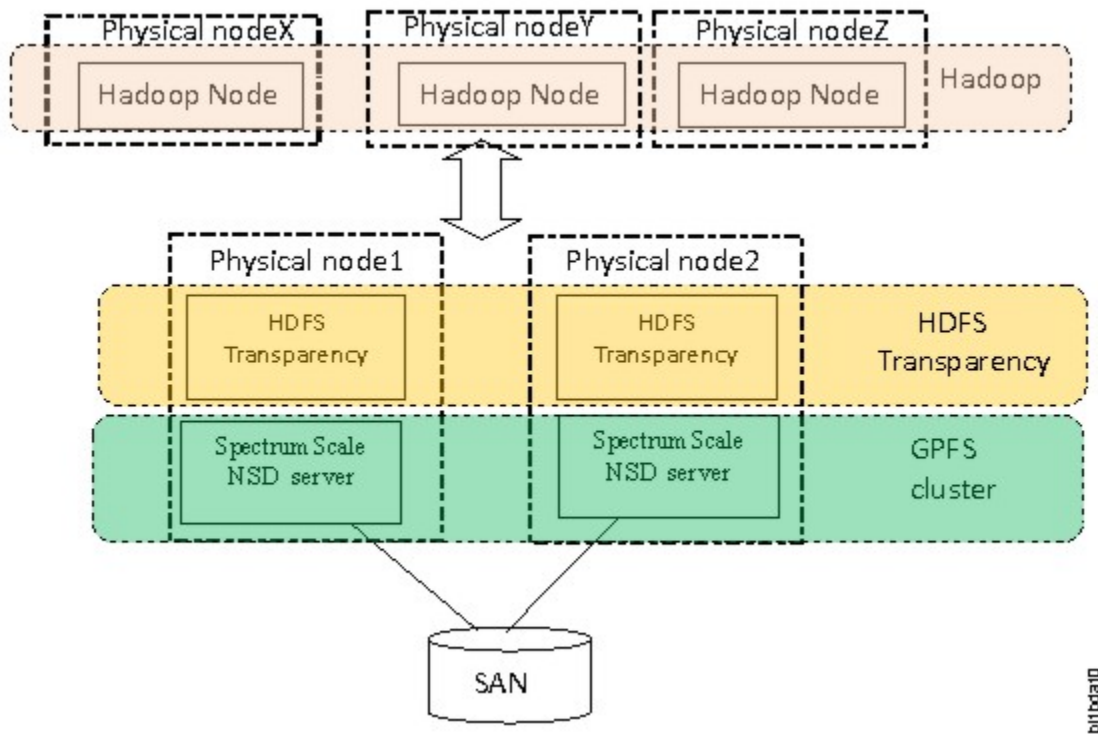 Physical nodeX
Physical nodeY
Physical nodeZ
Hadoop Node
Hadoop Node
Hadoop Node
Hadoop
Physical node1
Physical node2
HDFS
Transparency
HDFS
Transparency
HDFS
Transparency
Spectrum Scale
NSD server
Spectrum Scale
NSD server
GPFS
cluster
SAN